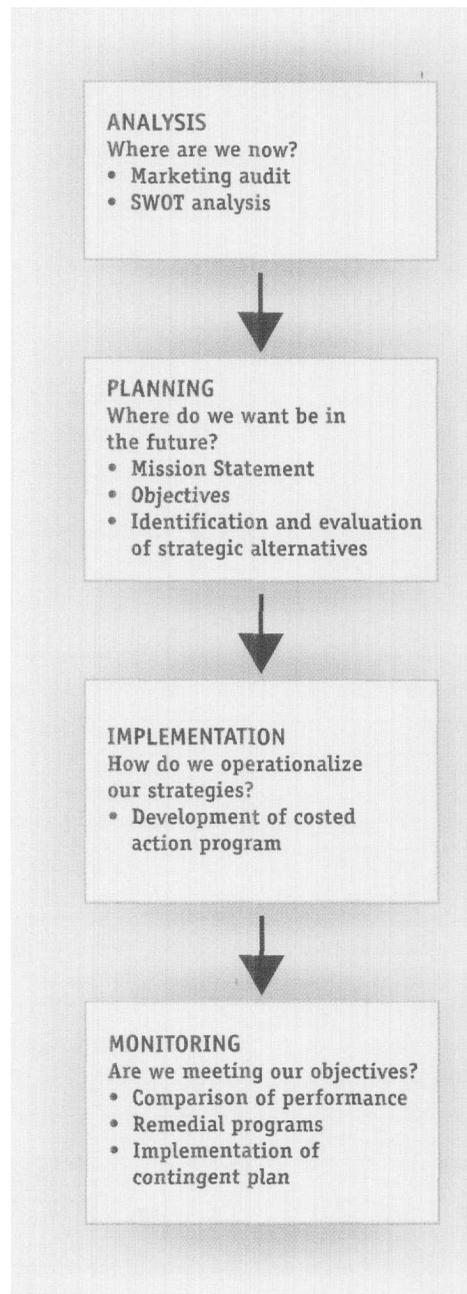 ANALYSIS
Where are we now?
• Marketing audit
• SWOT analysis
PLANNING
Where do we want be in
the future?
• Mission Statement
• Objectives
• Identification and evaluation
of strategic alternatives
IMPLEMENTATION
How do we operationalize
our strategies?
• Development of costed
action program
MONITORING
Are we meeting our objectives?
• Comparison of performance
• Remedial programs
• Implementation of
contingent plan